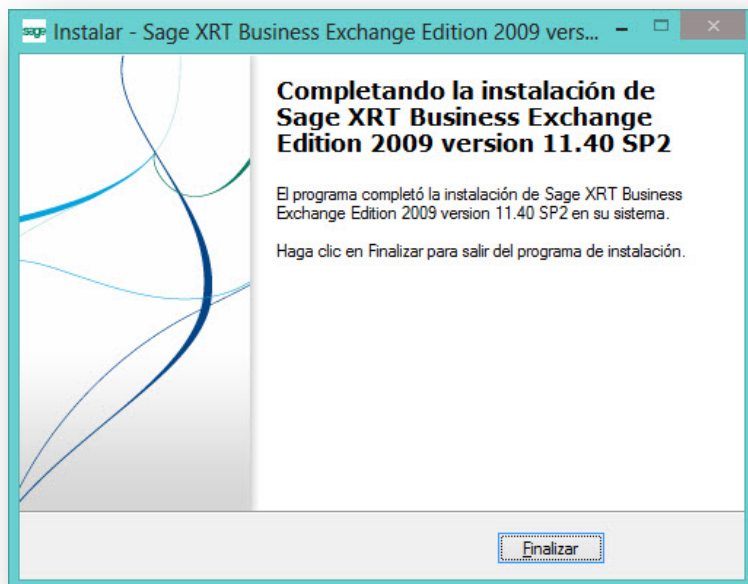 sage Instalar - Sage XRT Business Exchange Edition 2009 vers...
Completando la instalación de
Sage XRT Business Exchange
Edition 2009 version 11.40 SP2
El programa completó la instalación de Sage XRT Business
Exchange Edition 2009 version 11.40 SP2 en su sistema.
Haga clic en Finalizar para salir del programa de instalación.
Finalizar